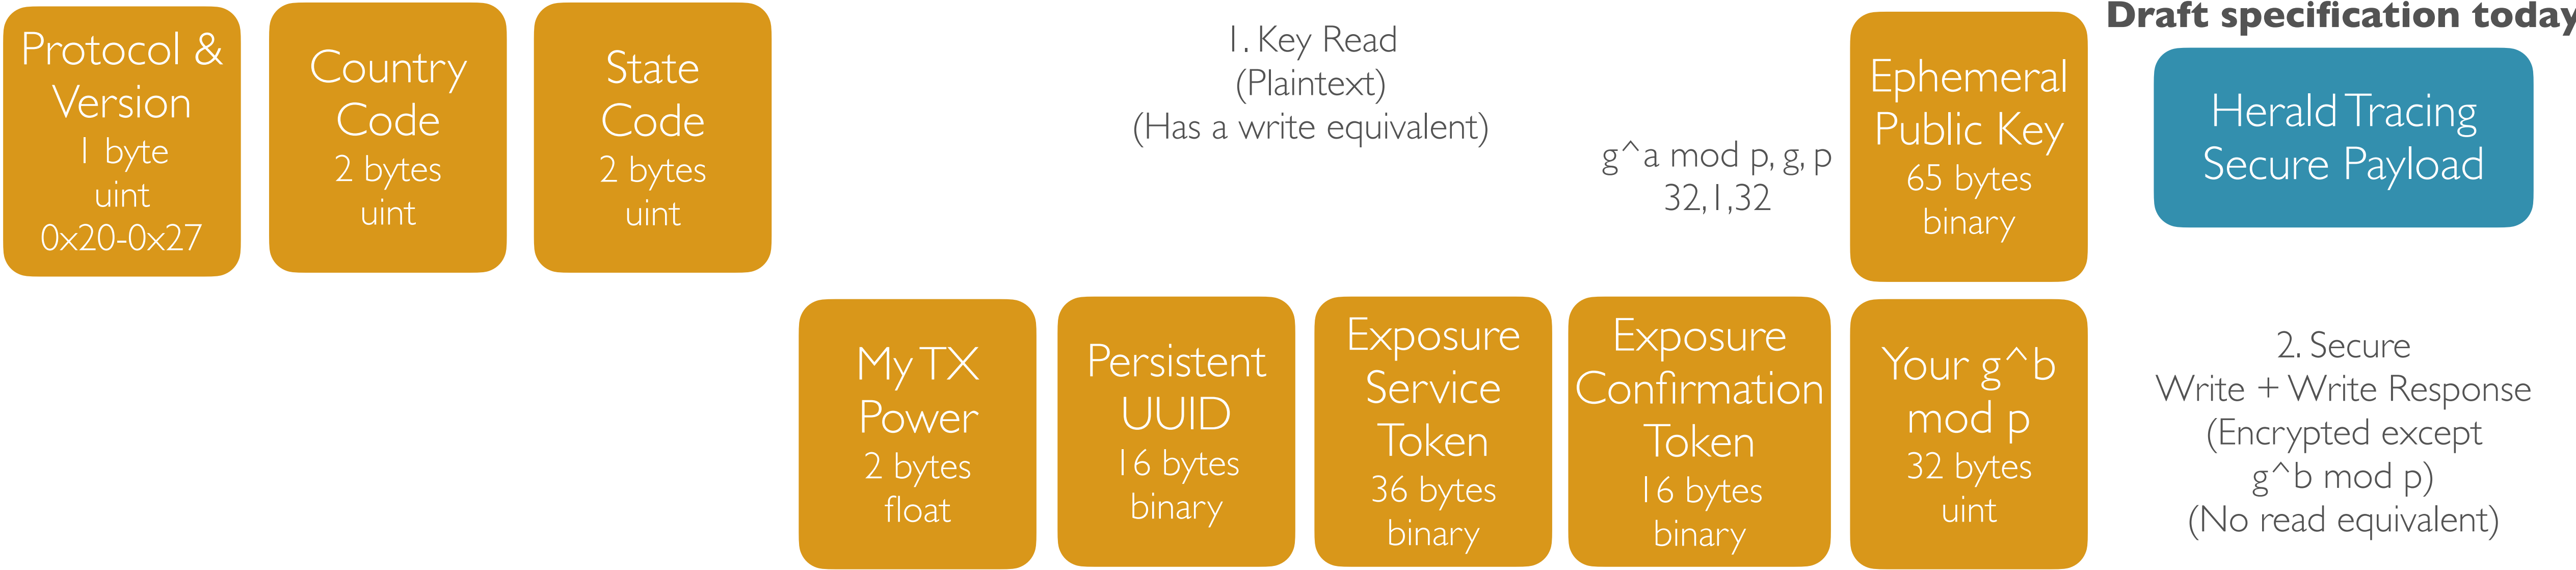 Protocol &
Version
1 byte
uint
0x20-0x27
Country
Code
2 bytes
uint
State
Code
2 bytes
uint
1. Key Read
(Plaintext)
(Has a write equivalent)
g^a mod p, g, p
32,1,32
Ephemeral
Public Key
65 bytes
binary
Draft specification today
Herald Tracing
Secure Payload
My TX
Power
2 bytes
float
Persistent
UUID
16 bytes
binary
Exposure
Service
Token
36 bytes
binary
Exposure
Confirmation
Token
16 bytes
binary
Your g^b
mod p
32 bytes
uint
2. Secure
Write + Write Response
(Encrypted except
g^b mod p)
(No read equivalent)